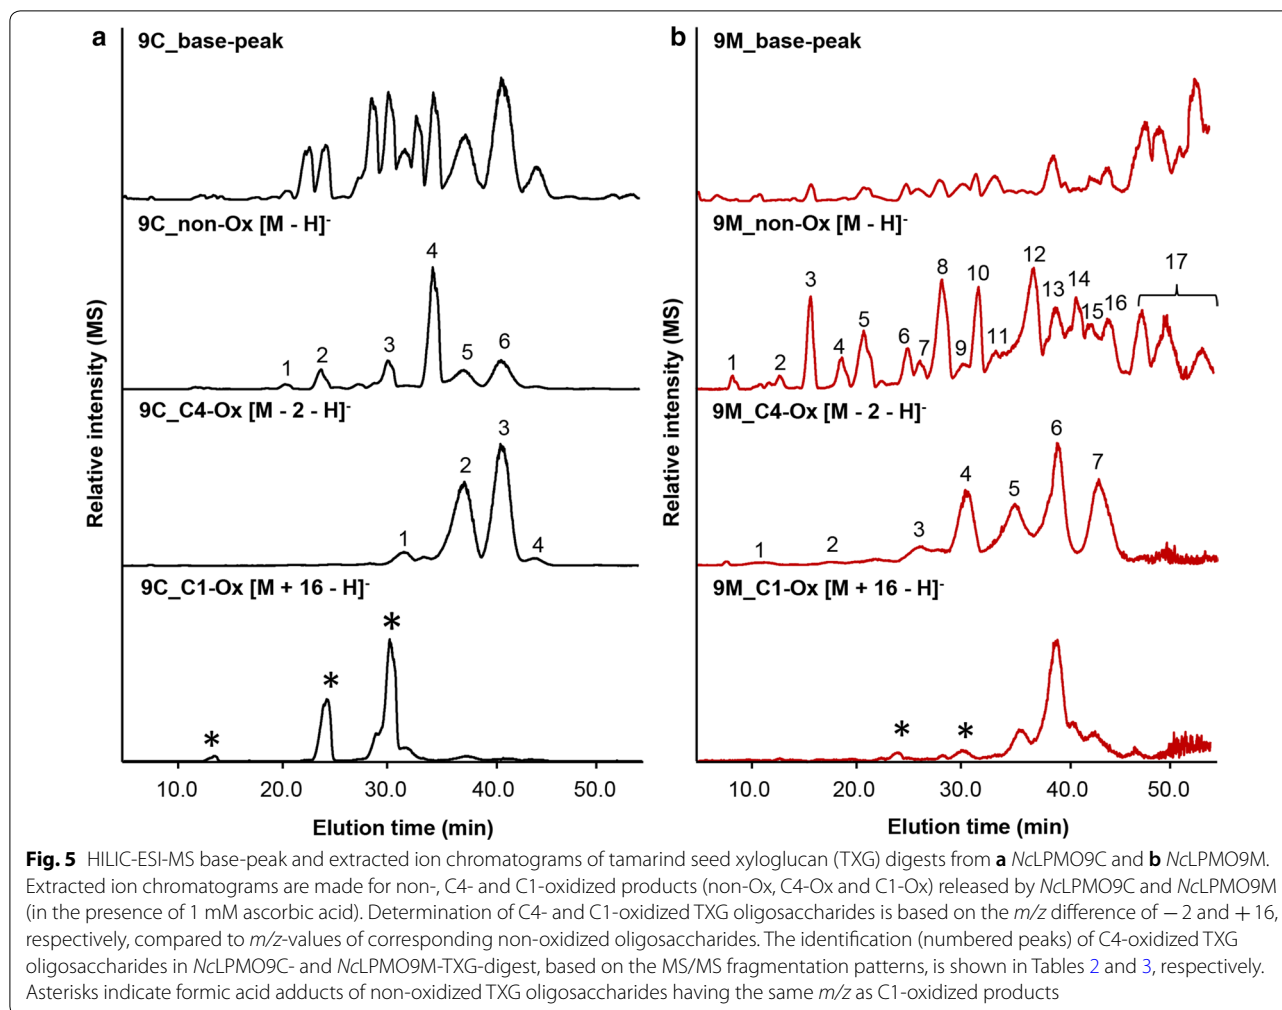 a
9C_base-peak
9C_non-Ox [M - H]-
4
1
2
3
5
6
9C_C4-Ox [M - 2 - H]-
1
2
3
4
9C_C1-Ox [M + 16 - H]-
*
*
*
Relative intensity (MS)
10.0 20.0 30.0 40.0 50.0
Elution time (min)
b
9M_base-peak
9M_non-Ox [M - H]-
1
2
3
4
5
6
7
8
9
10
11
12
13
14
15
16
17
9M_C4-Ox [M - 2 - H]-
1
2
3
4
5
6
7
9M_C1-Ox [M + 16 - H]-
*
*
Relative intensity (MS)
10.0 20.0 30.0 40.0 50.0
Elution time (min)
Fig. 5 HILIC-ESI-MS base-peak and extracted ion chromatograms of tamarind seed xyloglucan (TXG) digests from a NcLPMO9C and b NcLPMO9M.
Extracted ion chromatograms are made for non-, C4- and C1-oxidized products (non-Ox, C4-Ox and C1-Ox) released by NcLPMO9C and NcLPMO9M
(in the presence of 1 mM ascorbic acid). Determination of C4- and C1-oxidized TXG oligosaccharides is based on the m/z difference of − 2 and + 16,
respectively, compared to m/z-values of corresponding non-oxidized oligosaccharides. The identification (numbered peaks) of C4-oxidized TXG
oligosaccharides in NcLPMO9C- and NcLPMO9M-TXG-digest, based on the MS/MS fragmentation patterns, is shown in Tables 2 and 3, respectively.
Asterisks indicate formic acid adducts of non-oxidized TXG oligosaccharides having the same m/z as C1-oxidized products